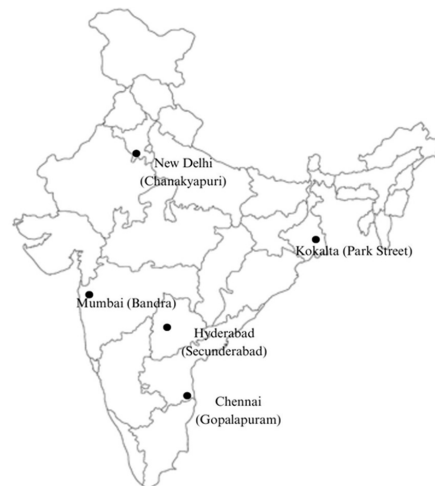 New Delhi
(Chanakyapuri)
Kokalta (Park Street)
Mumbai (Bandra)
Hyderabad
(Secunderabad)
Chennai
(Gopalapuram)